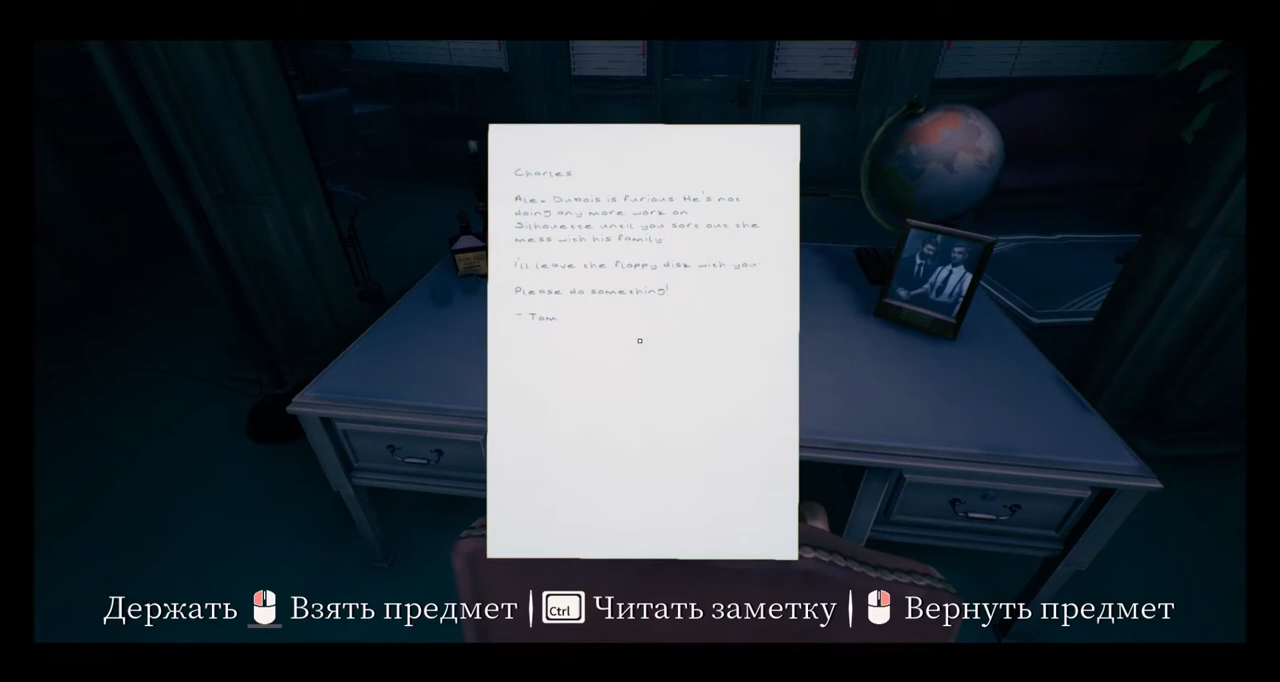 Charles
Alex Dubois is furious. He's not
doing any more work on
Silhouette until you sort out the
mess with his family.
I'll leave the floppy disk with you.
Please do something!
- Tom
Держать Взять предмет | Ctrl Читать заметку | Вернуть предмет